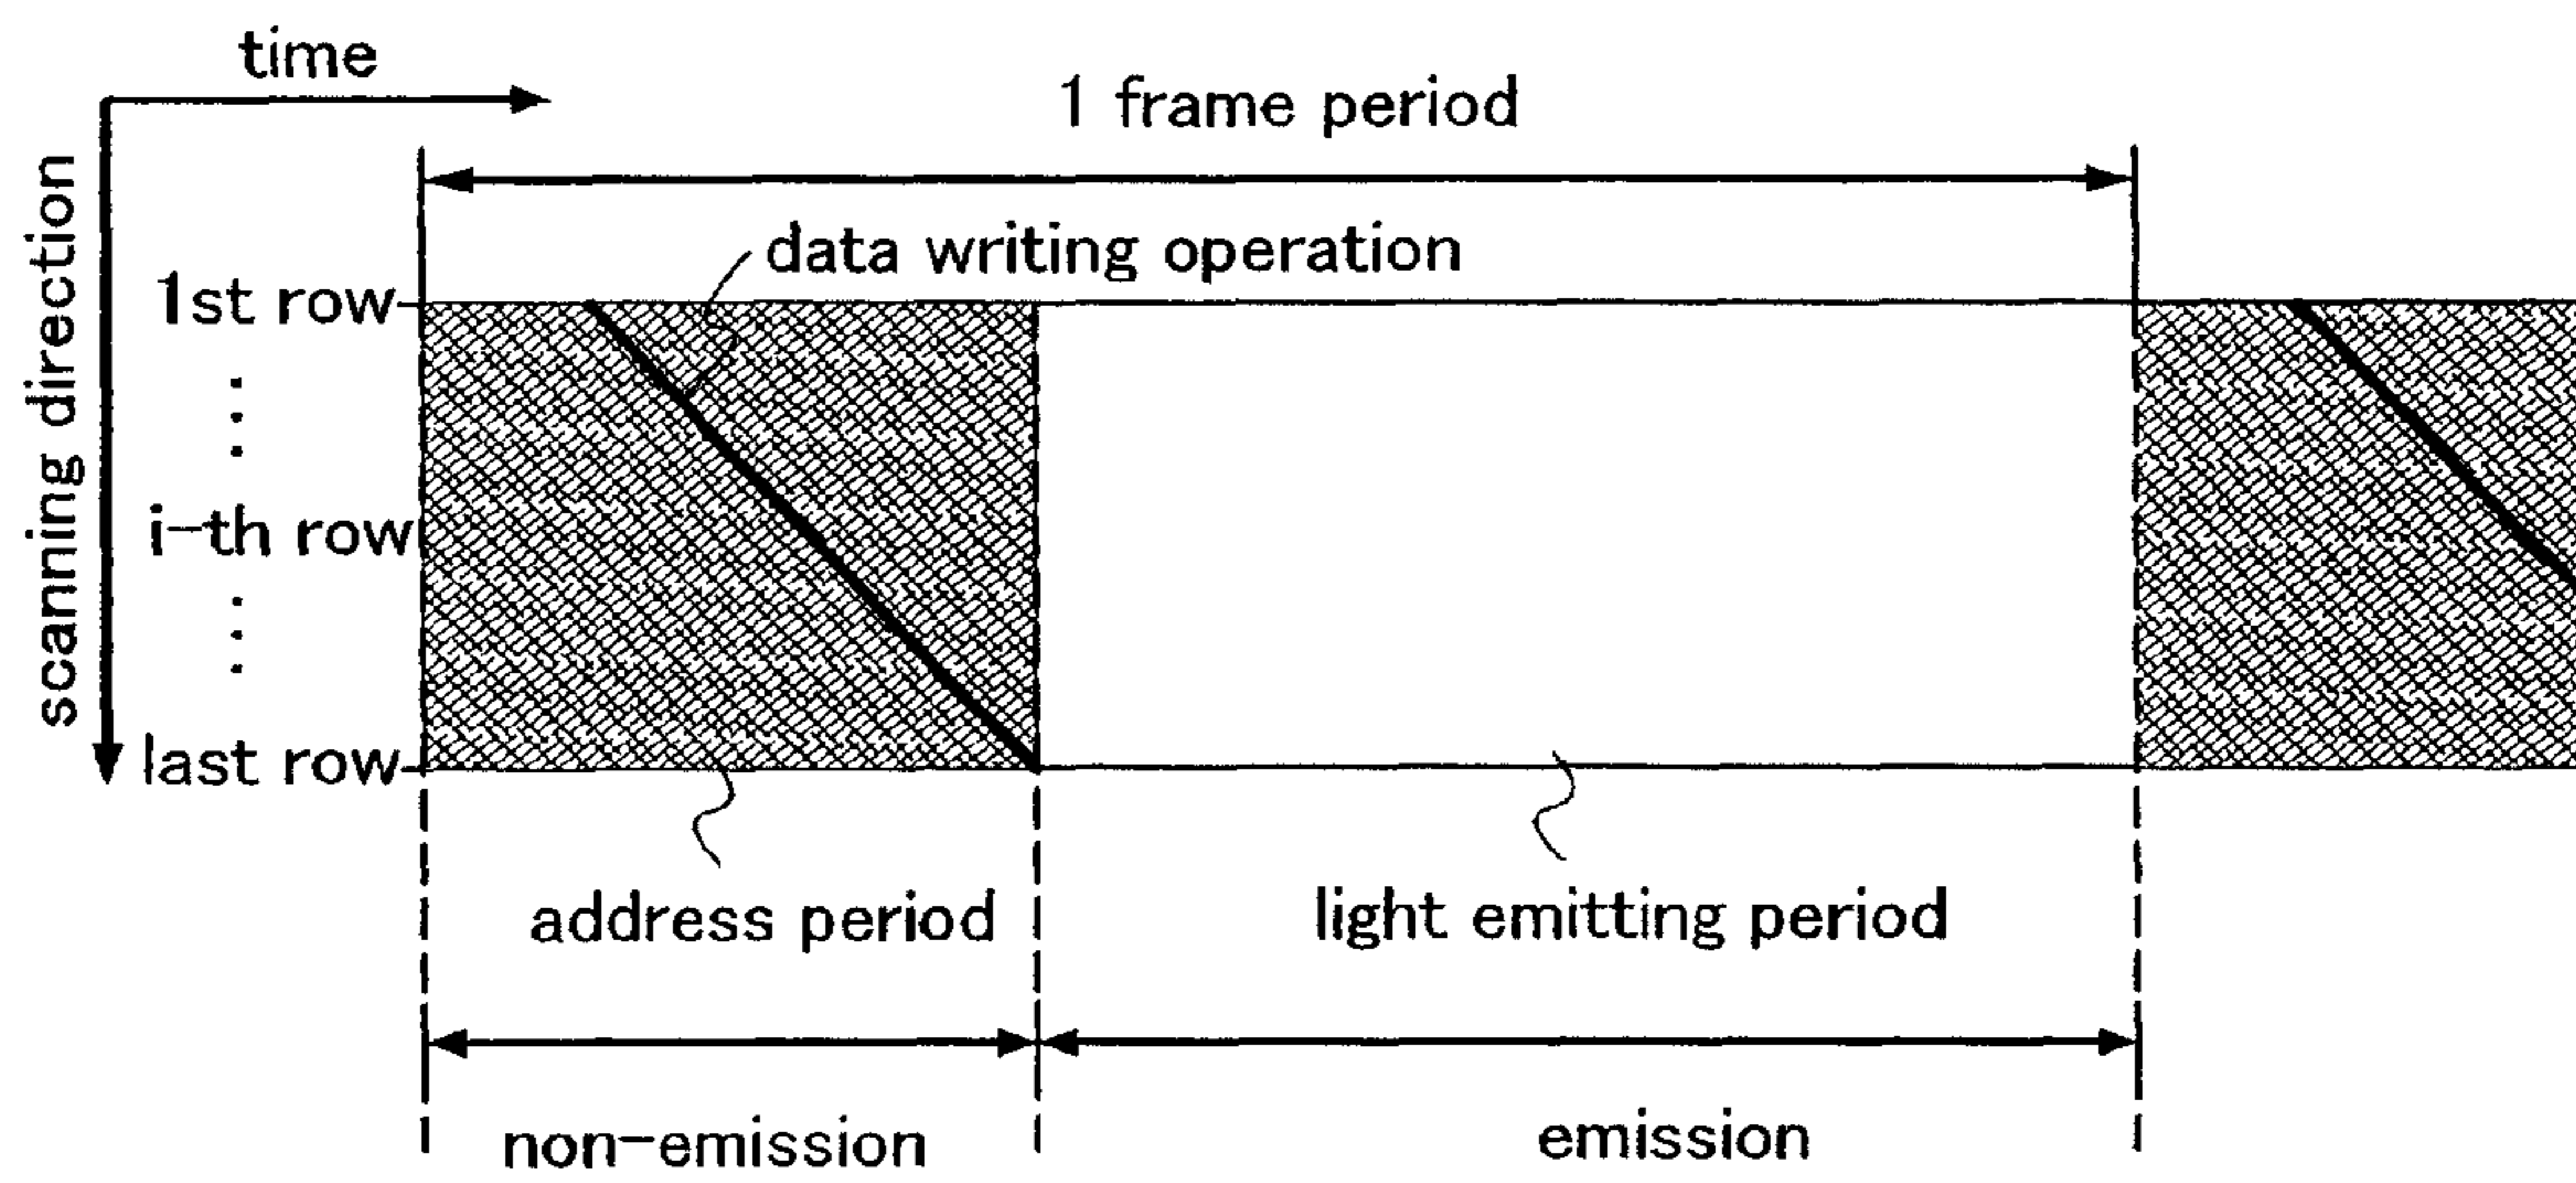 time
1 frame period
scanning direction
data writing operation
1st row
i-th row
last row
address period
light emitting period
non-emission
emission